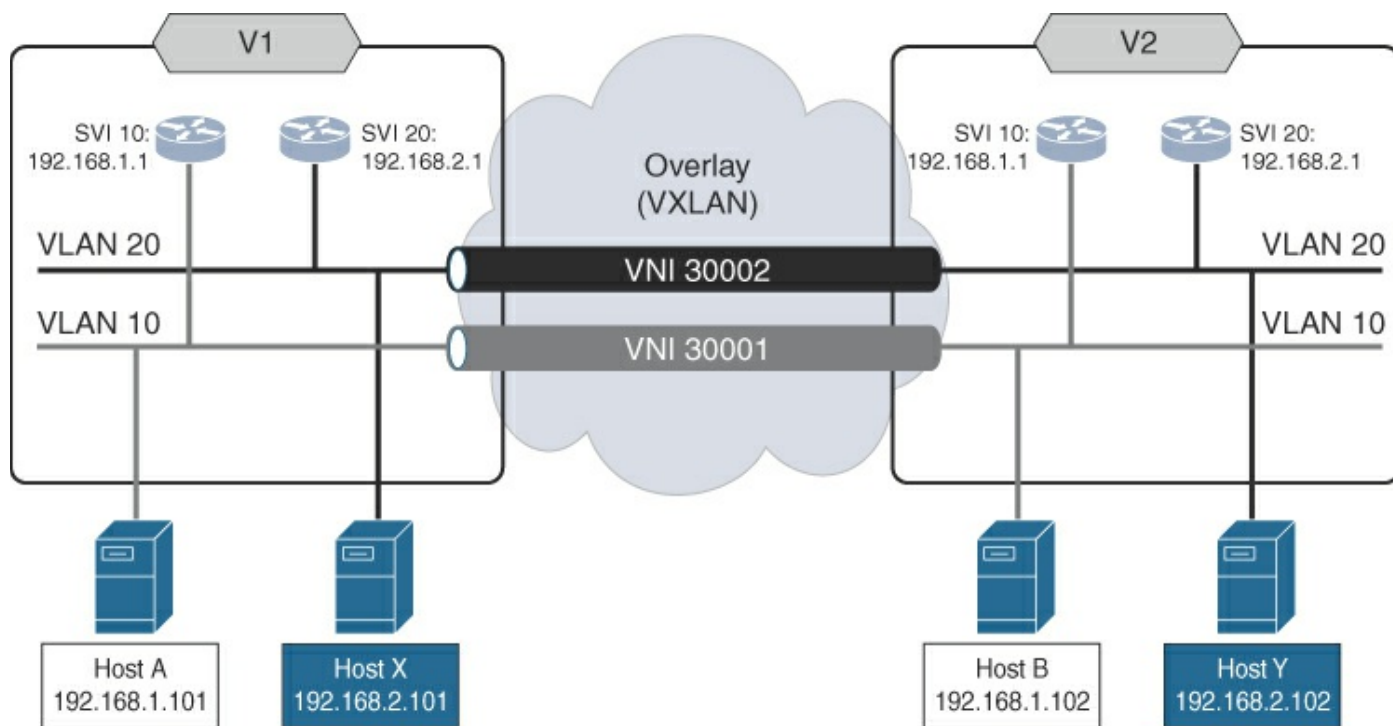 V1
V2
SVI 10:
192.168.1.1
SVI 20:
192.168.2.1
Overlay
(VXLAN)
SVI 10:
192.168.1.1
SVI 20:
192.168.2.1
VLAN 20
VNI 30002
VLAN 20
VLAN 10
VNI 30001
VLAN 10
Host A
192.168.1.101
Host X
192.168.2.101
Host B
192.168.1.102
Host Y
192.168.2.102